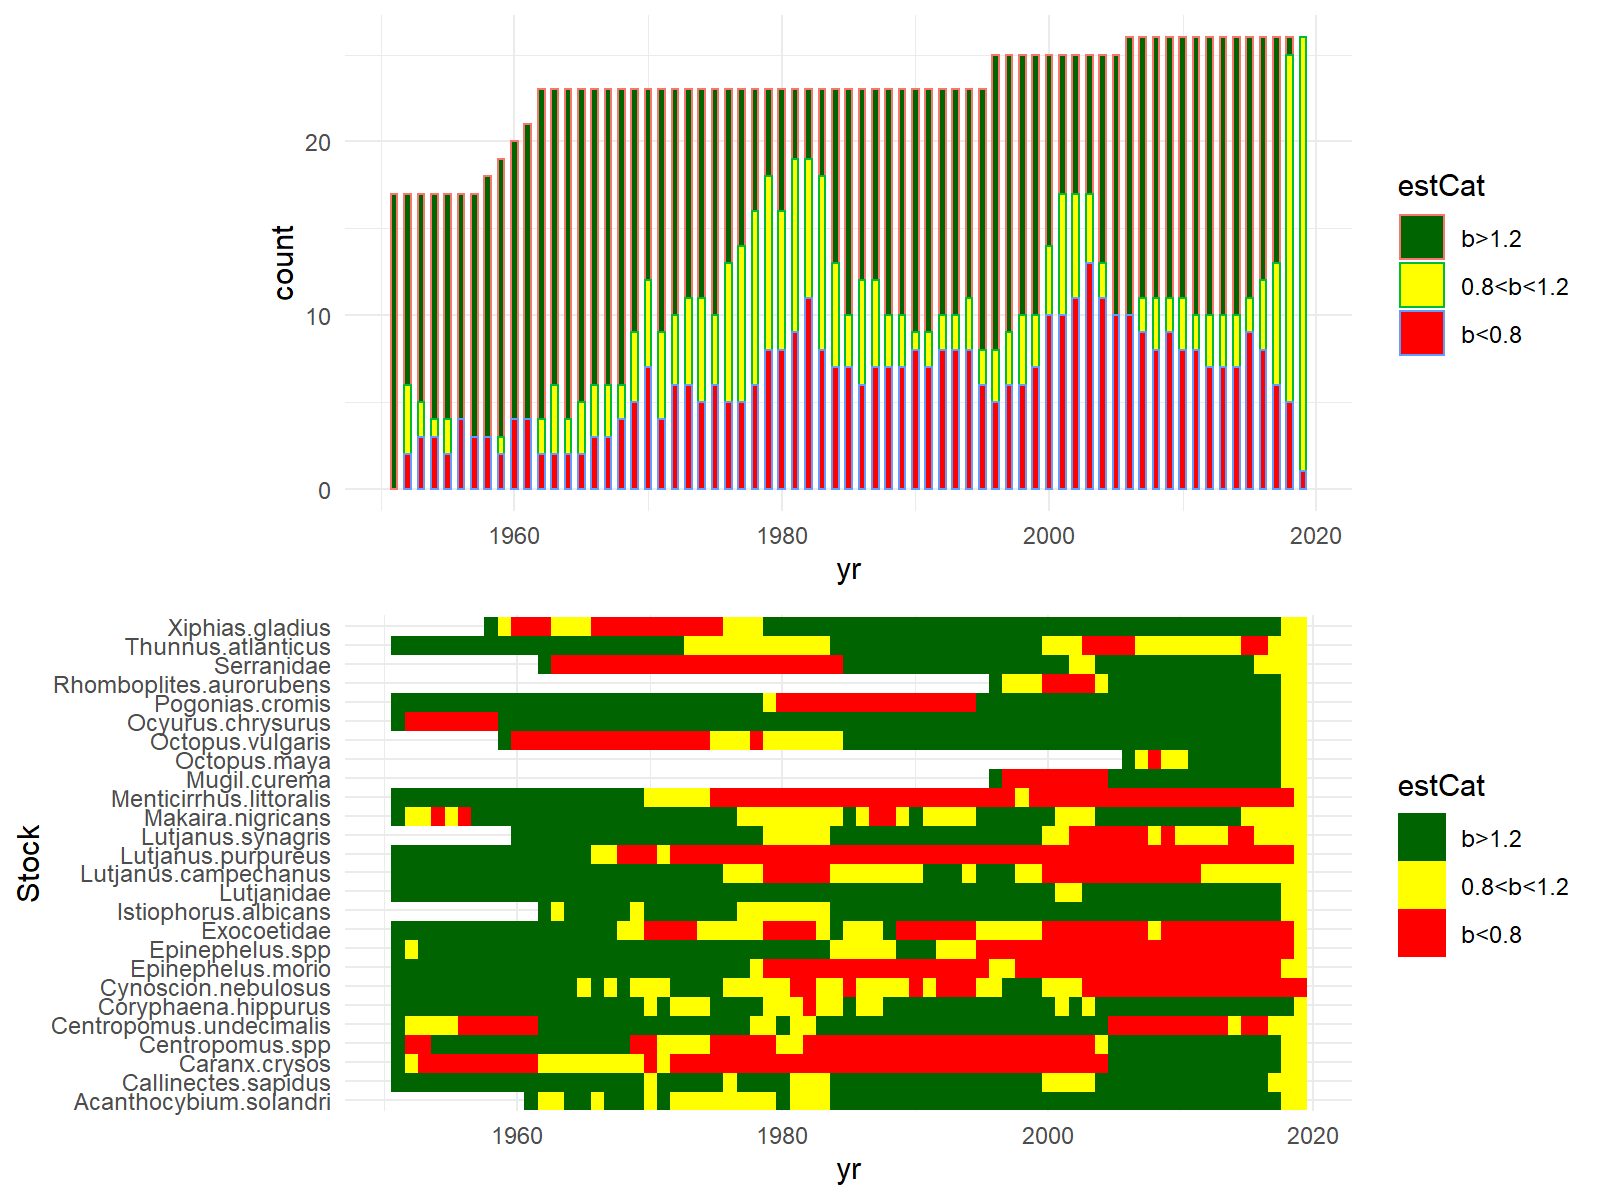 count
20
10
0
1960
1980
2000
2020
yr
estCat
b>1.2
0.8<b<1.2
b<0.8
Stock
Xiphias.gladius
Thunnus.atlanticus
Serranidae
Rhomboplites.aurorubens
Pogonias.cromis
Ocyurus.chrysurus
Octopus.vulgaris
Octopus.maya
Mugil.curema
Menticirrhus.littoralis
Makaira.nigricans
Lutjanus.synagris
Lutjanus.purpureus
Lutjanus.campechanus
Lutjanidae
Istiophorus.albicans
Exocoetidae
Epinephelus.spp
Epinephelus.morio
Cynoscion.nebulosus
Coryphaena.hippurus
Centropomus.undecimalis
Centropomus.spp
Caranx.crysos
Callinectes.sapidus
Acanthocybium.solandri
1960
1980
2000
2020
yr
estCat
b>1.2
0.8<b<1.2
b<0.8